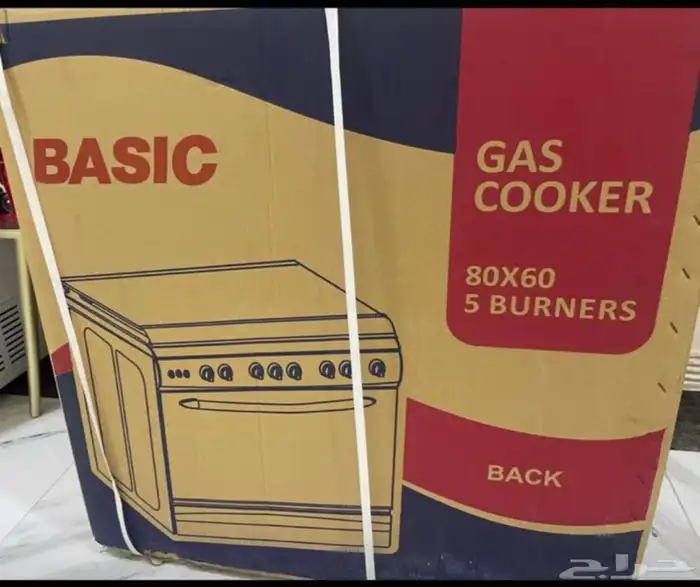 BASIC
GAS
COOKER
80X60
5 BURNERS
BACK
حراج